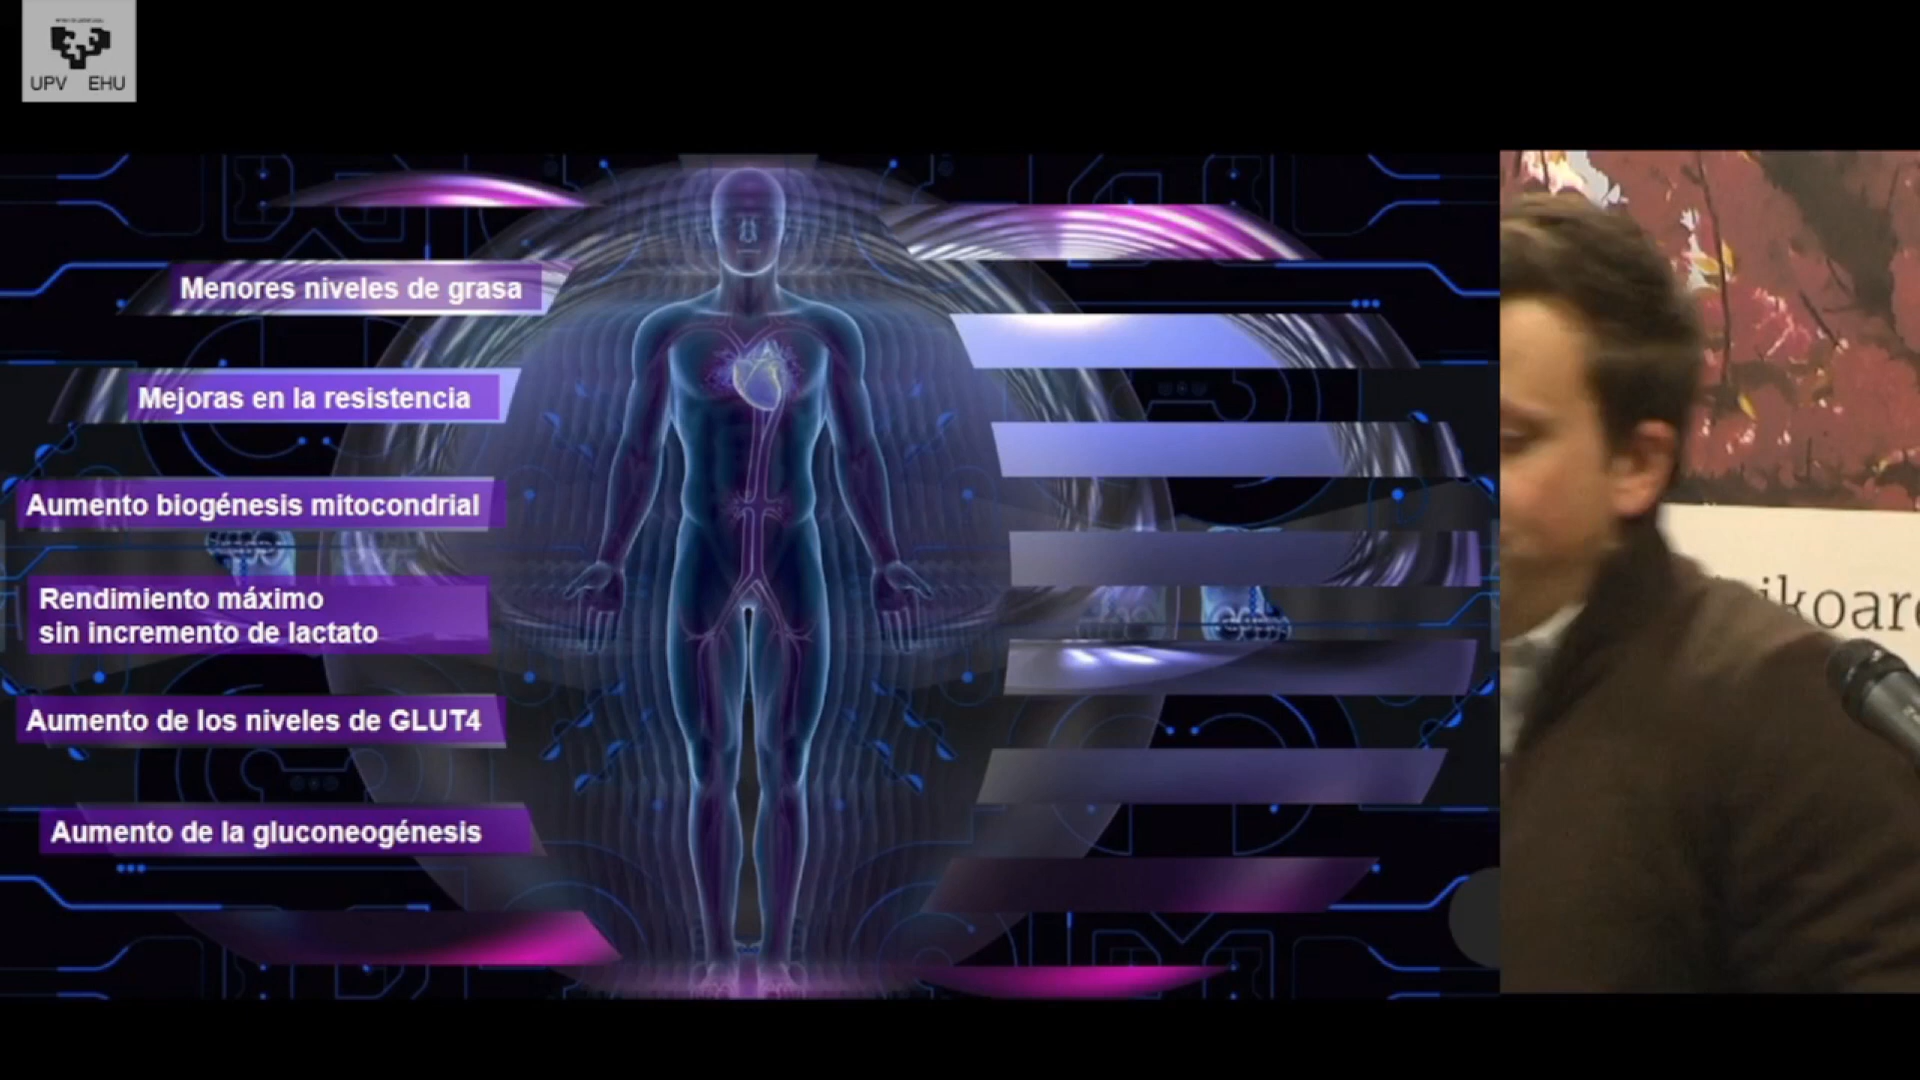 UPV EHU
Menores niveles de grasa
Mejoras en la resistencia
Aumento biogénesis mitocondrial
Rendimiento máximo
sin incremento de lactato
Aumento de los niveles de GLUT4
Aumento de la gluconeogénesis